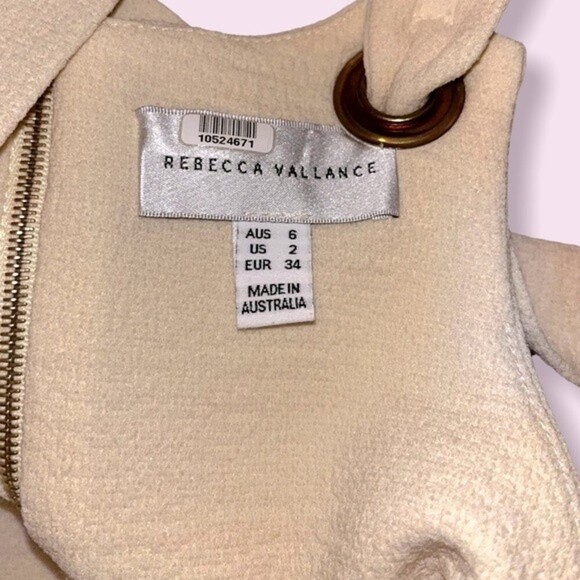 10524671
REBECCA VALLANCE
AUS 6
US 2
EUR 34
MADE IN
AUSTRALIA